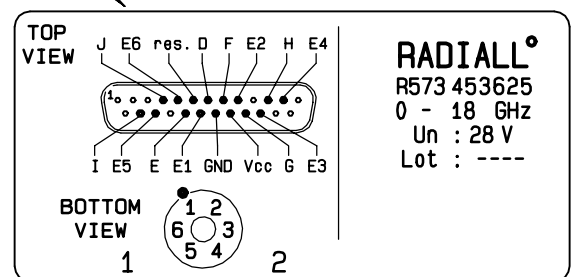 TOP
VIEW
J E6 res. D F E2 H E4
1
I E5 E E1 GND Vcc G E3
BOTTOM
VIEW
1 2
6 3
5 4
1 2
RADIALL°
R573 453625
0 - 18 GHz
Un : 28 V
Lot : ----